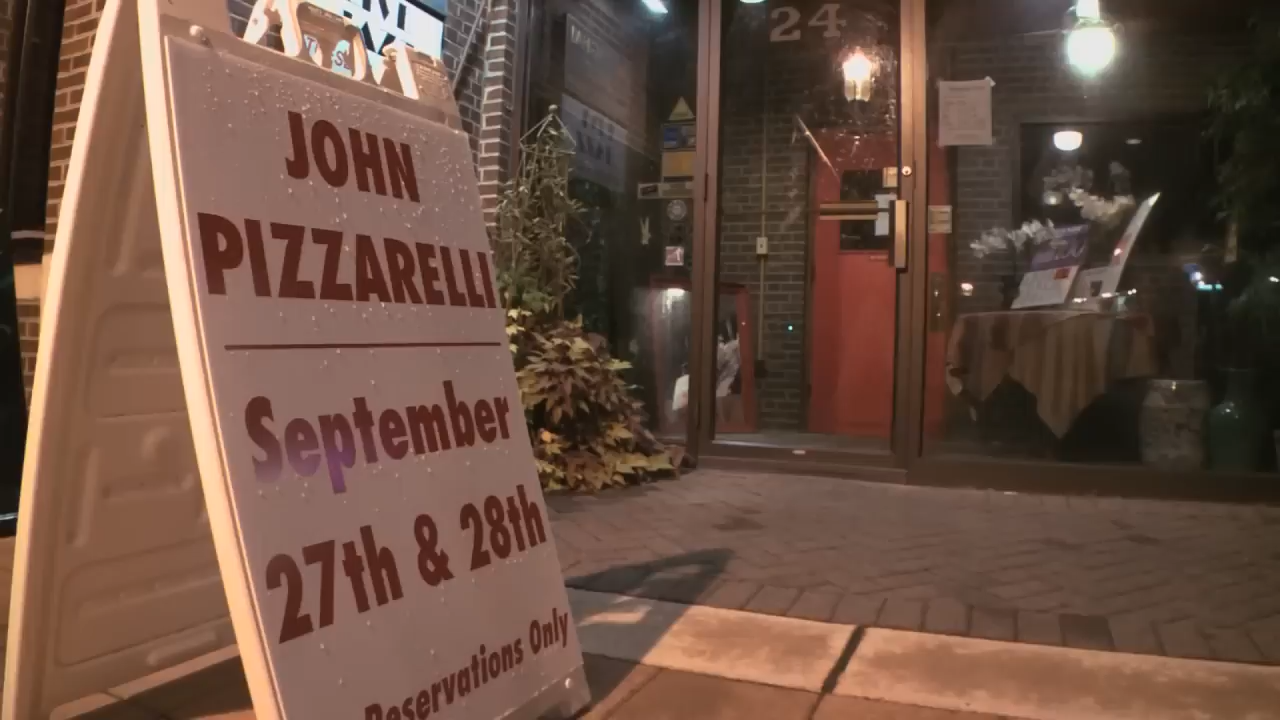 JOHN
PIZZARELLI
September
27th & 28th
Reservations Only
24